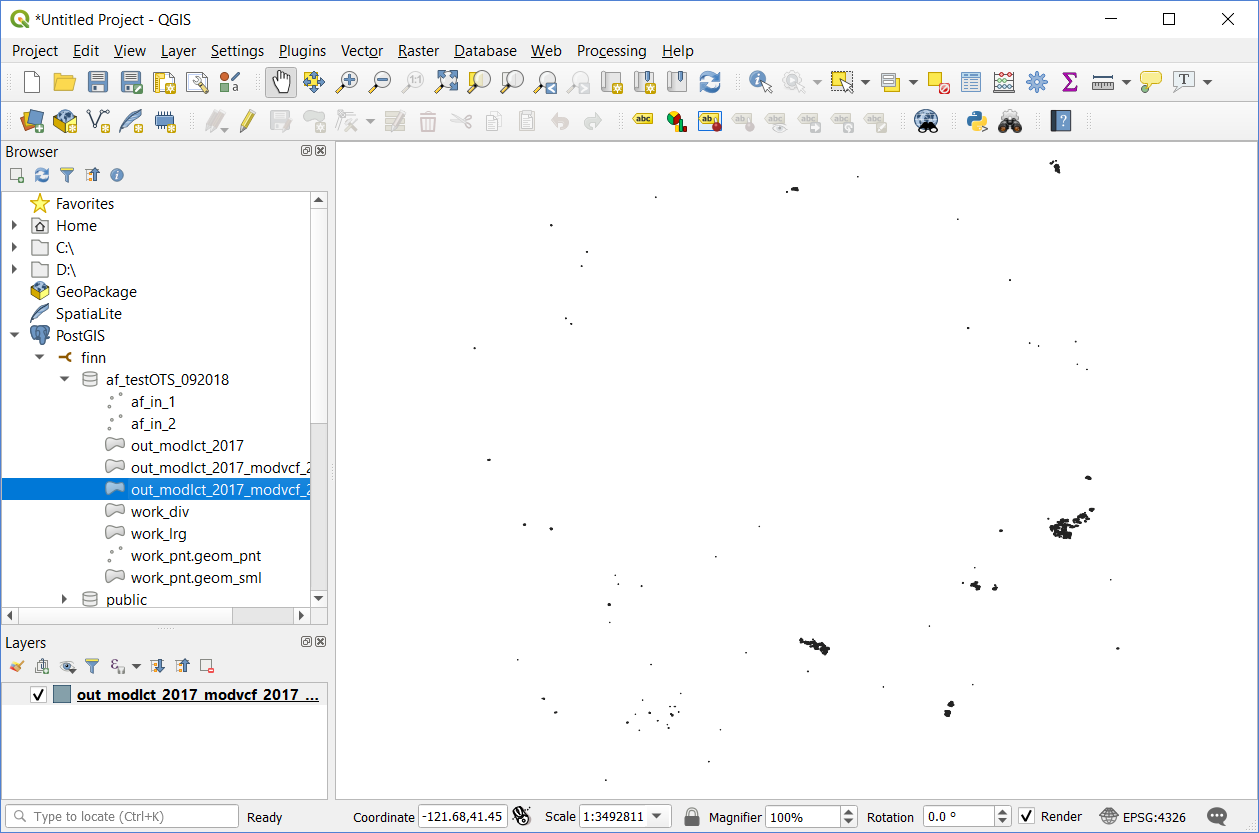 *Untitled Project - QGIS
Project Edit View Layer Settings Plugins Vector Raster Database Web Processing Help
Browser
Favorites
Home
C:\
D:\
GeoPackage
SpatiaLite
PostGIS
finn
af_testOTS_092018
af_in_1
af_in_2
out_modlct_2017
out_modlct_2017_modvcf_2
out_modlct_2017_modvcf_2
work_div
work_lrg
work_pnt.geom_pnt
work_pnt.geom_sml
public
Layers
out_modlct_2017_modvcf_2017_...
Type to locate (Ctrl+K) Ready Coordinate -121.68,41.45 Scale 1:3492811 Magnifier 100% Rotation 0.0 ° Render EPSG:4326